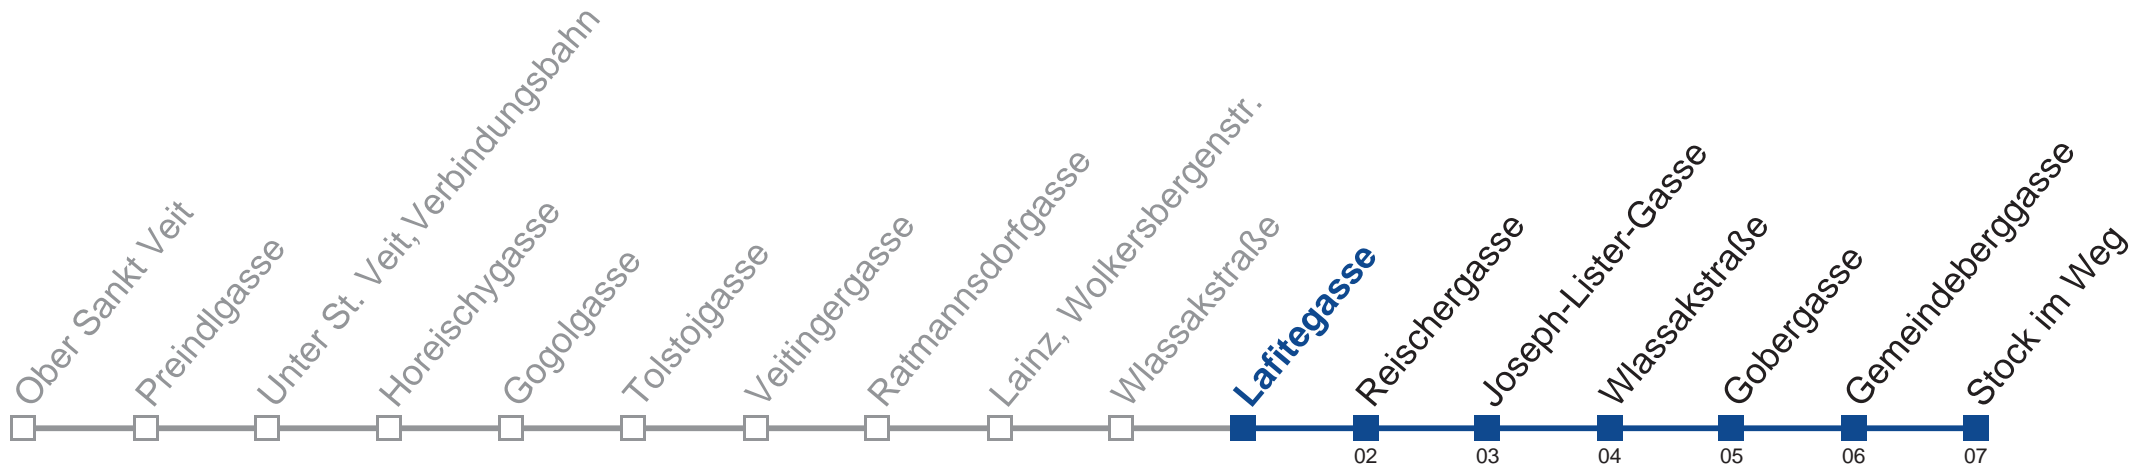 Ober Sankt Veit
Preindlgasse
Unter St. Veit,Verbindungsbahn
Horeischygasse
Gogolgasse
Tolstojgasse
Veitingergasse
Ratmannsdorfgasse
Lainz, Wolkersbergenstr.
Wlassakstraße
Lafitegasse
Reischergasse
Joseph-Lister-Gasse
Wlassakstraße
Gobergasse
Gemeindeberggasse
Stock im Weg
02 03 04 05 06 07